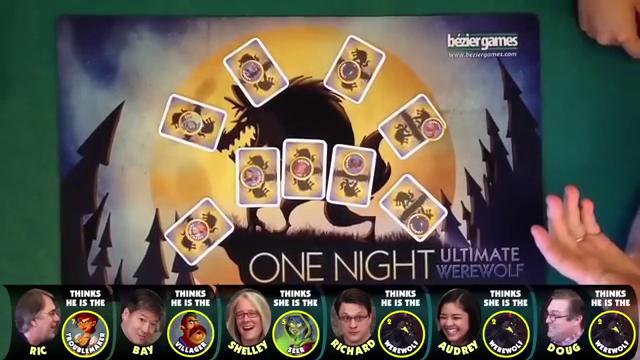 béziergames
www.beziergames.com
ONE NIGHT ULTIMATE WEREWOLF
THINKS HE IS THE
TROUBLEMAKER
RIC
THINKS HE IS THE
VILLAGER
BAY
THINKS SHE IS THE
SEER
SHELLEY
THINKS HE IS THE
WEREWOLF
RICHARD
THINKS SHE IS THE
WEREWOLF
AUDREY
THINKS HE IS THE
WEREWOLF
DOUG